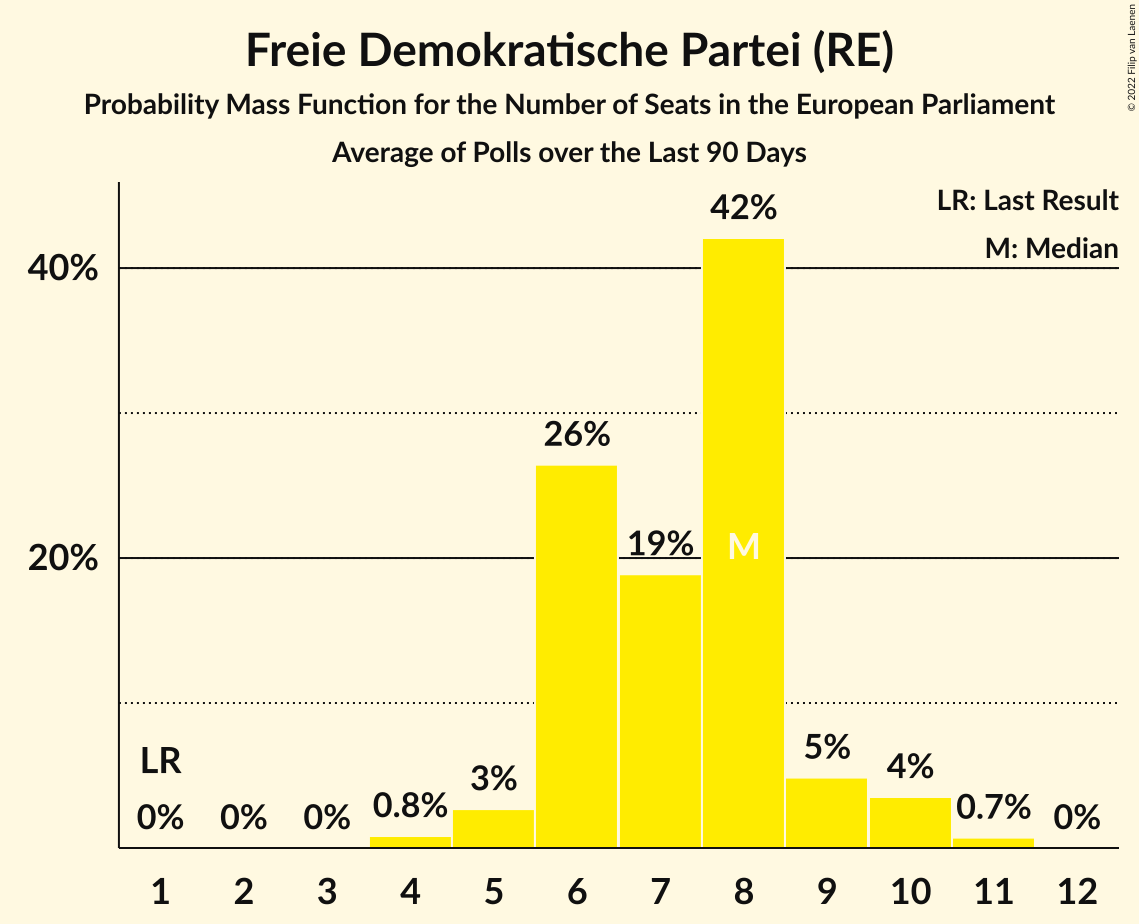 Freie Demokratische Partei (RE)
Probability Mass Function for the Number of Seats in the European Parliament
Average of Polls over the Last 90 Days
© 2022 Filip van Laenen
LR: Last Result
M: Median
40%
20%
42%
26%
19%
M
LR
0%
0%
0%
0.8%
3%
5%
4%
0.7%
0%
1 2 3 4 5 6 7 8 9 10 11 12